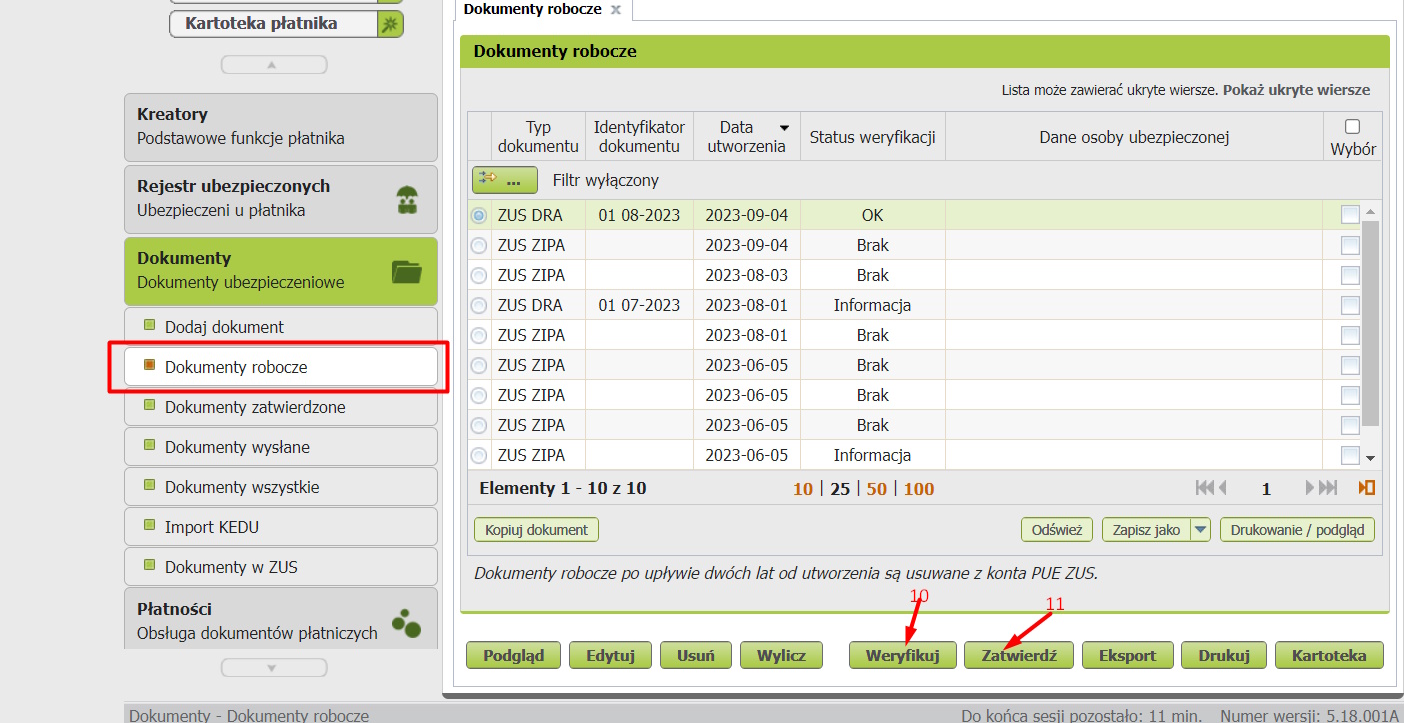 Kartoteka płatnika
Kreatory
Podstawowe funkcje płatnika
Rejestr ubezpieczonych
Ubezpieczeni u płatnika
Dokumenty
Dokumenty ubezpieczeniowe
Dodaj dokument
Dokumenty robocze
Dokumenty zatwierdzone
Dokumenty wysłane
Dokumenty wszystkie
Import KEDU
Dokumenty w ZUS
Płatności
Obsługa dokumentów płatniczych
Dokumenty robocze x
Dokumenty robocze
Lista może zawierać ukryte wiersze. Pokaż ukryte wiersze
Typ dokumentu Identyfikator dokumentu Data utworzenia Status weryfikacji Dane osoby ubezpieczonej Wybór
... Filtr wyłączony
ZUS DRA 01 08-2023 2023-09-04 OK
ZUS ZIPA 2023-09-04 Brak
ZUS ZIPA 2023-08-03 Brak
ZUS DRA 01 07-2023 2023-08-01 Informacja
ZUS ZIPA 2023-08-01 Brak
ZUS ZIPA 2023-06-05 Brak
ZUS ZIPA 2023-06-05 Brak
ZUS ZIPA 2023-06-05 Brak
ZUS ZIPA 2023-06-05 Informacja
Elementy 1 - 10 z 10 10 | 25 | 50 | 100 1
Kopiuj dokument Odśwież Zapisz jako Drukowanie / podgląd
Dokumenty robocze po upływie dwóch lat od utworzenia są usuwane z konta PUE ZUS.
10 11
Podgląd Edytuj Usuń Wylicz Weryfikuj Zatwierdź Eksport Drukuj Kartoteka
Dokumenty - Dokumenty robocze Do końca sesji pozostało: 11 min. Numer wersji: 5.18.001A